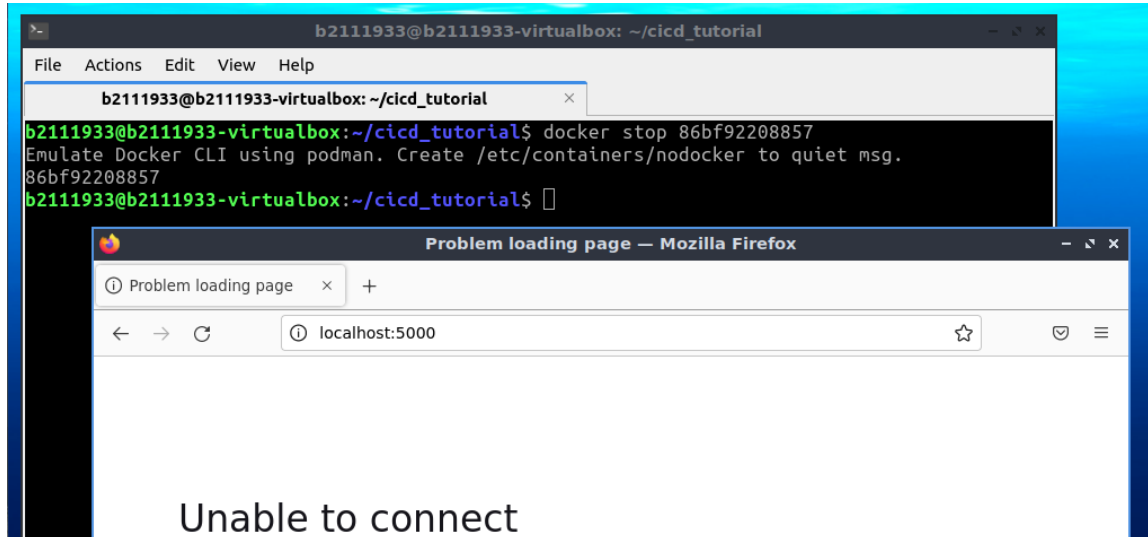 b2111933@b2111933-virtualbox: ~/cicd_tutorial
File Actions Edit View Help
b2111933@b2111933-virtualbox: ~/cicd_tutorial
b2111933@b2111933-virtualbox:~/cicd_tutorial$ docker stop 86bf92208857
Emulate Docker CLI using podman. Create /etc/containers/nodocker to quiet msg.
86bf92208857
b2111933@b2111933-virtualbox:~/cicd_tutorial$
Problem loading page — Mozilla Firefox
Problem loading page
localhost:5000
Unable to connect